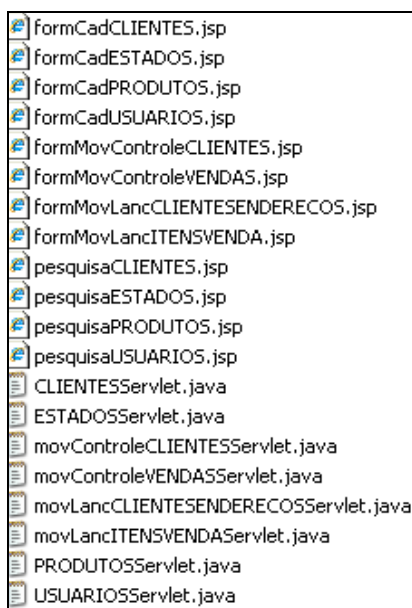 formCadCLIENTES.jsp
formCadESTADOS.jsp
formCadPRODUTOS.jsp
formCadUSUARIOS.jsp
formMovControleCLIENTES.jsp
formMovControleVENDAS.jsp
formMovLancCLIENTESENDERECOS.jsp
formMovLancITENSVENDA.jsp
pesquisaCLIENTES.jsp
pesquisaESTADOS.jsp
pesquisaPRODUTOS.jsp
pesquisaUSUARIOS.jsp
CLIENTESServlet.java
ESTADOSServlet.java
movControleCLIENTESServlet.java
movControleVENDASServlet.java
movLancCLIENTESENDERECOSServlet.java
movLancITENSVENDAServlet.java
PRODUTOSServlet.java
USUARIOSServlet.java